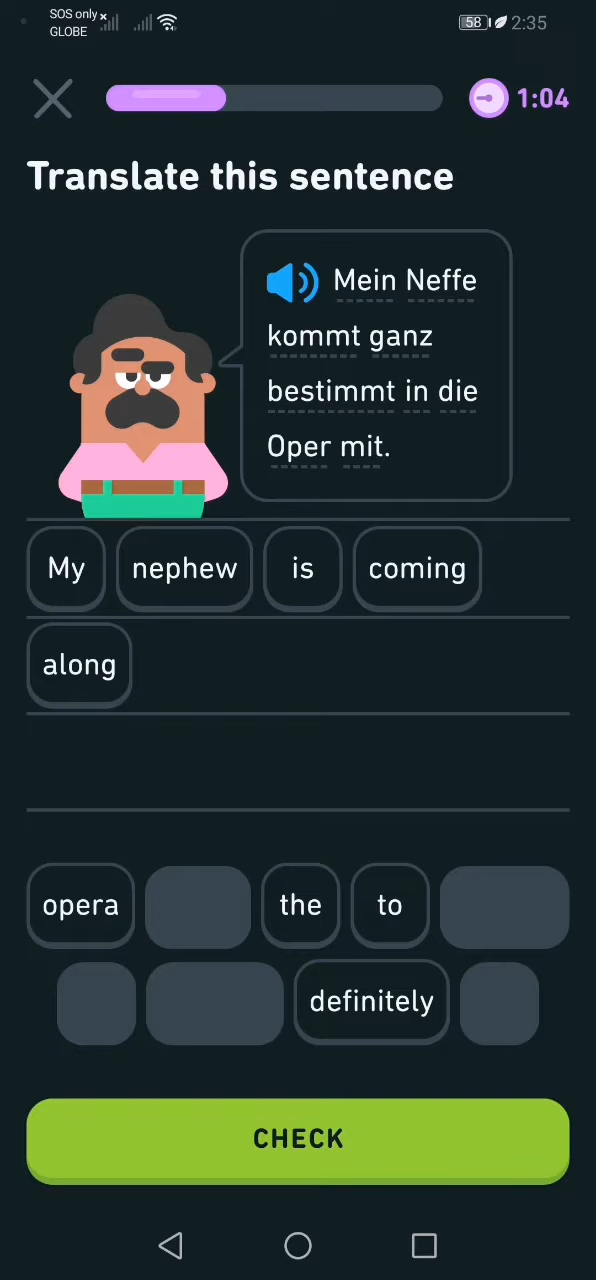 SOS only
GLOBE
58 2:35
1:04
Translate this sentence
Mein Neffe
kommt ganz
bestimmt in die
Oper mit.
My nephew is coming
along
opera the to
definitely
CHECK